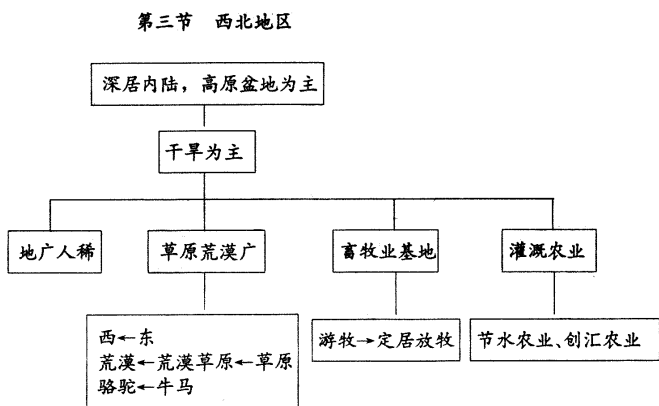 第三节 西北地区
深居内陆，高原盆地为主
干旱为主
地广人稀
草原荒漠广
畜牧业基地
灌溉农业
西←东
荒漠←荒漠草原←草原
骆驼←牛马
游牧→定居放牧
节水农业、创汇农业